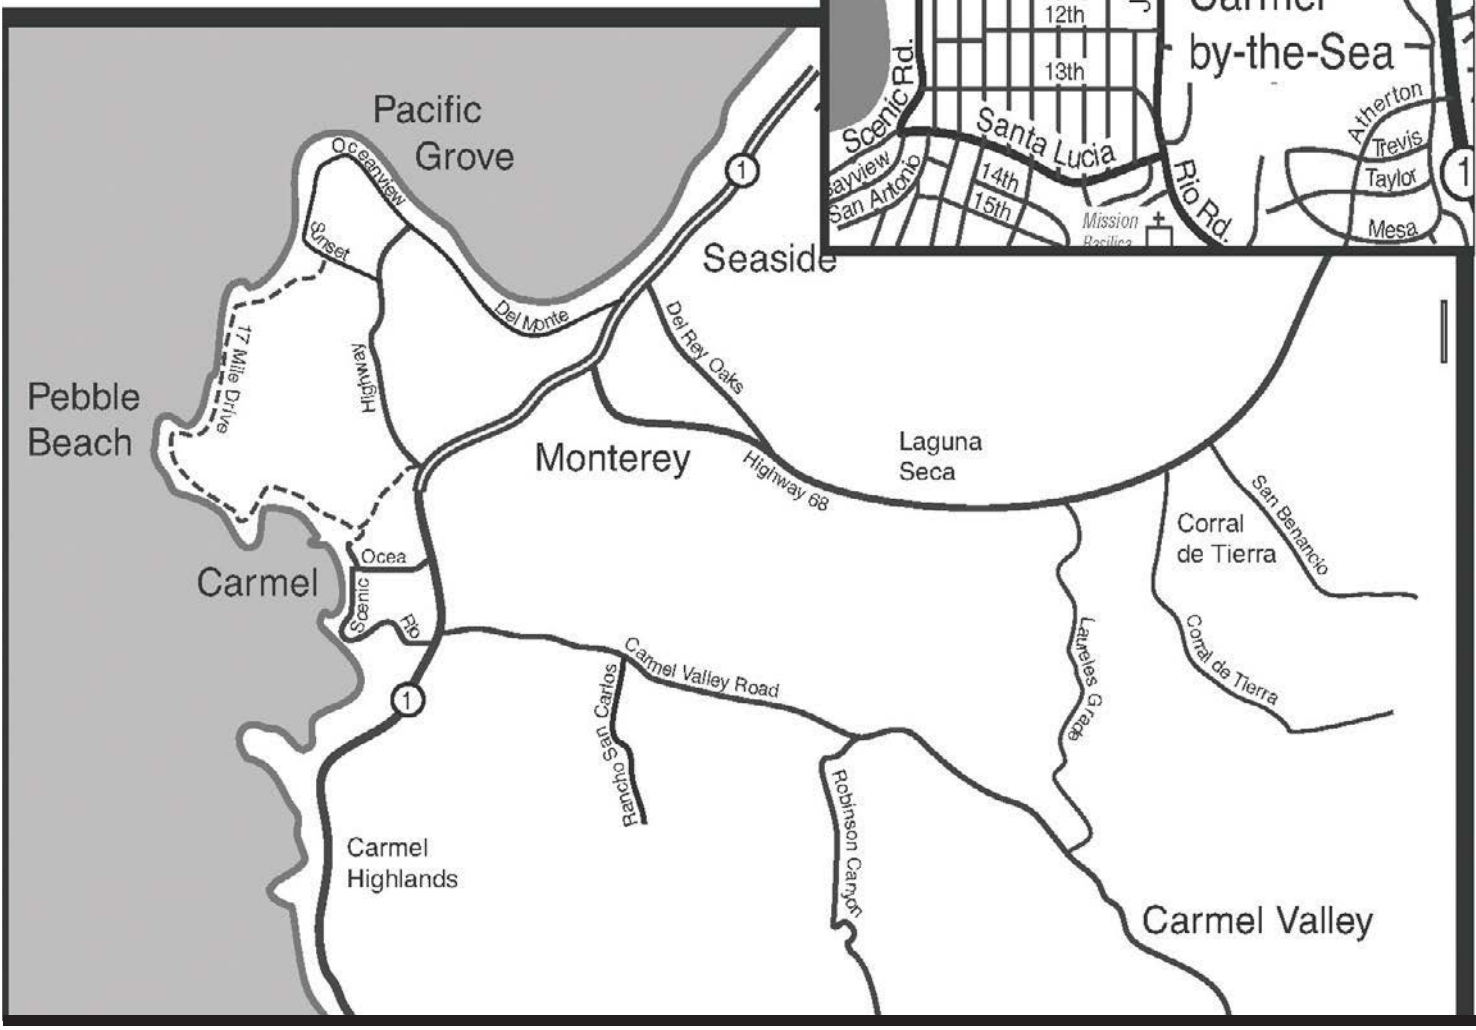 12th
Carmel
by-the-Sea
13th
Scenic Rd.
Santa Lucia
Atherton
Trevis
Taylor
Mesa
1
Bayview
San Antonio
14th
15th
Rio Rd.
Mission
Basilica
Pacific
Grove
Oceanview
Sunset
1
Seaside
Del Monte
Del Rey Oaks
17 Mile Drive
Highway
Pebble
Beach
Monterey
Highway 68
Laguna
Seca
San Benancio
Corral
de Tierra
Corral de Tierra
Laureles Grade
Carmel
Ocea
Scenic
Rio
1
Carmel Valley Road
Rancho San Carlos
Robinson Canyon
Carmel
Highlands
Carmel Valley